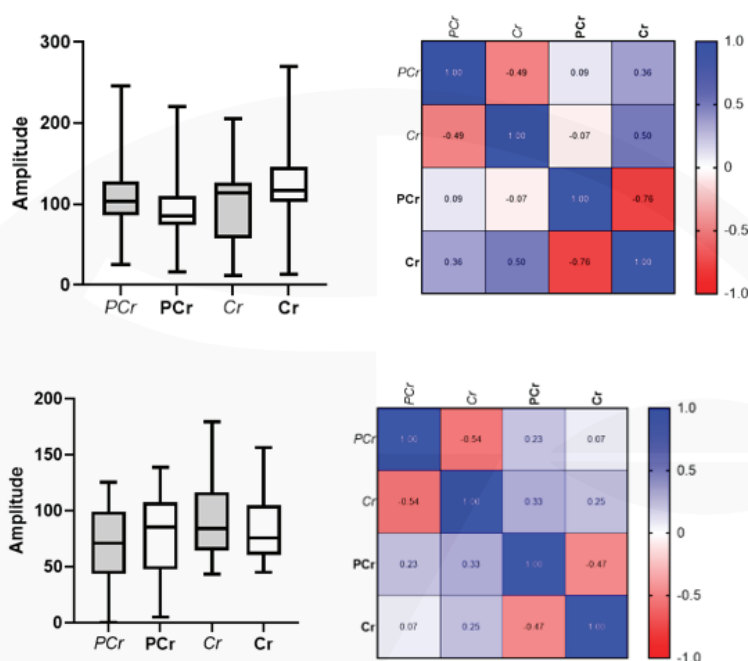 300
200
100
0
Amplitude
PCr PCr Cr Cr
PCr Cr PCr Cr
PCr 1.00 -0.49 0.09 0.36
Cr -0.49 1.00 -0.07 0.50
PCr 0.09 -0.07 1.00 -0.76
Cr 0.36 0.50 -0.76 1.00
1.0
0.5
0
-0.5
-1.0
200
150
100
50
0
Amplitude
PCr PCr Cr Cr
PCr Cr PCr Cr
PCr 1.00 -0.54 0.23 0.07
Cr -0.54 1.00 0.33 0.25
PCr 0.23 0.33 1.00 -0.47
Cr 0.07 0.25 -0.47 1.00
1.0
0.5
0
-0.5
-1.0